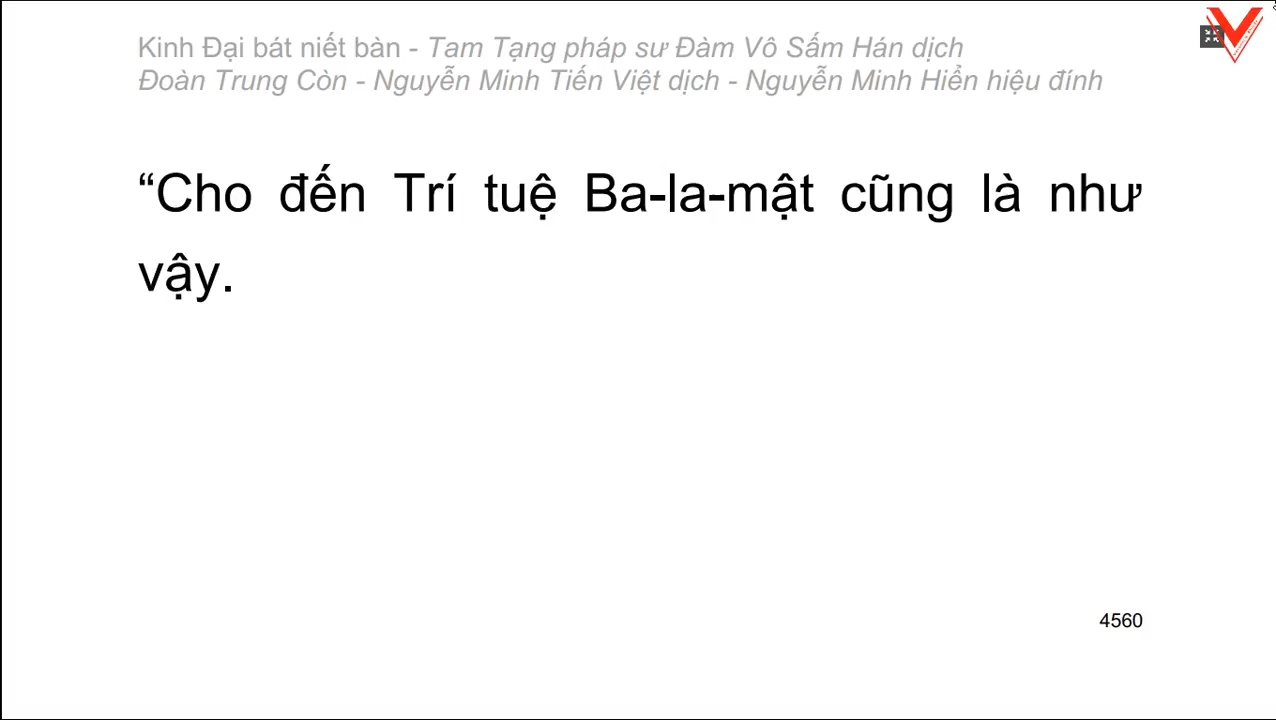 Kinh Đại bát niết bàn - Tam Tạng pháp sư Đàm Vô Sấm Hán dịch
Đoàn Trung Còn - Nguyễn Minh Tiến Việt dịch - Nguyễn Minh Hiển hiệu đính
“Cho đến Trí tuệ Ba-la-mật cũng là như
vậy.
4560